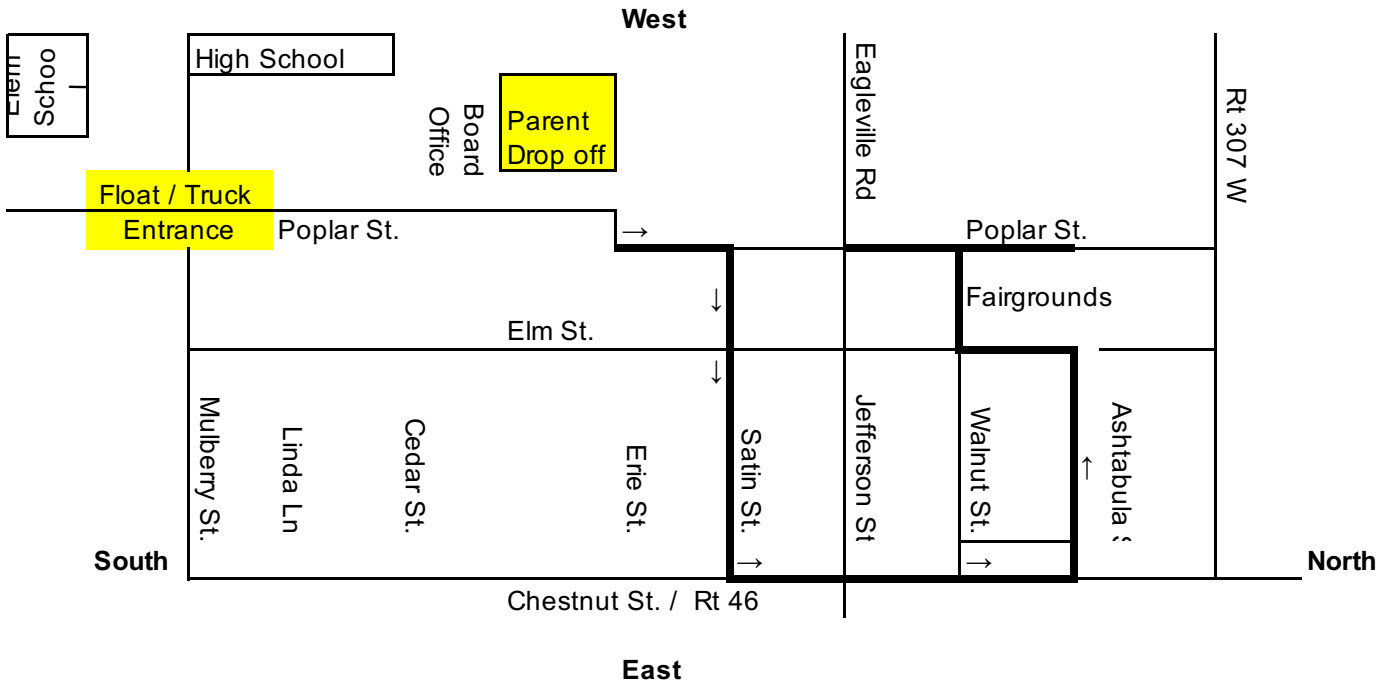 West
Schoo
High School
Eagleville Rd
Rt 307 W
Board
Office
Parent
Drop off
Float / Truck
Entrance
Poplar St.
→
Poplar St.
↓
Fairgrounds
Elm St.
↓
Mulberry St.
Linda Ln
Cedar St.
Erie St.
Satin St.
Jefferson St
Walnut St.
↑
Ashtabula
South
→
→
North
Chestnut St. / Rt 46
East